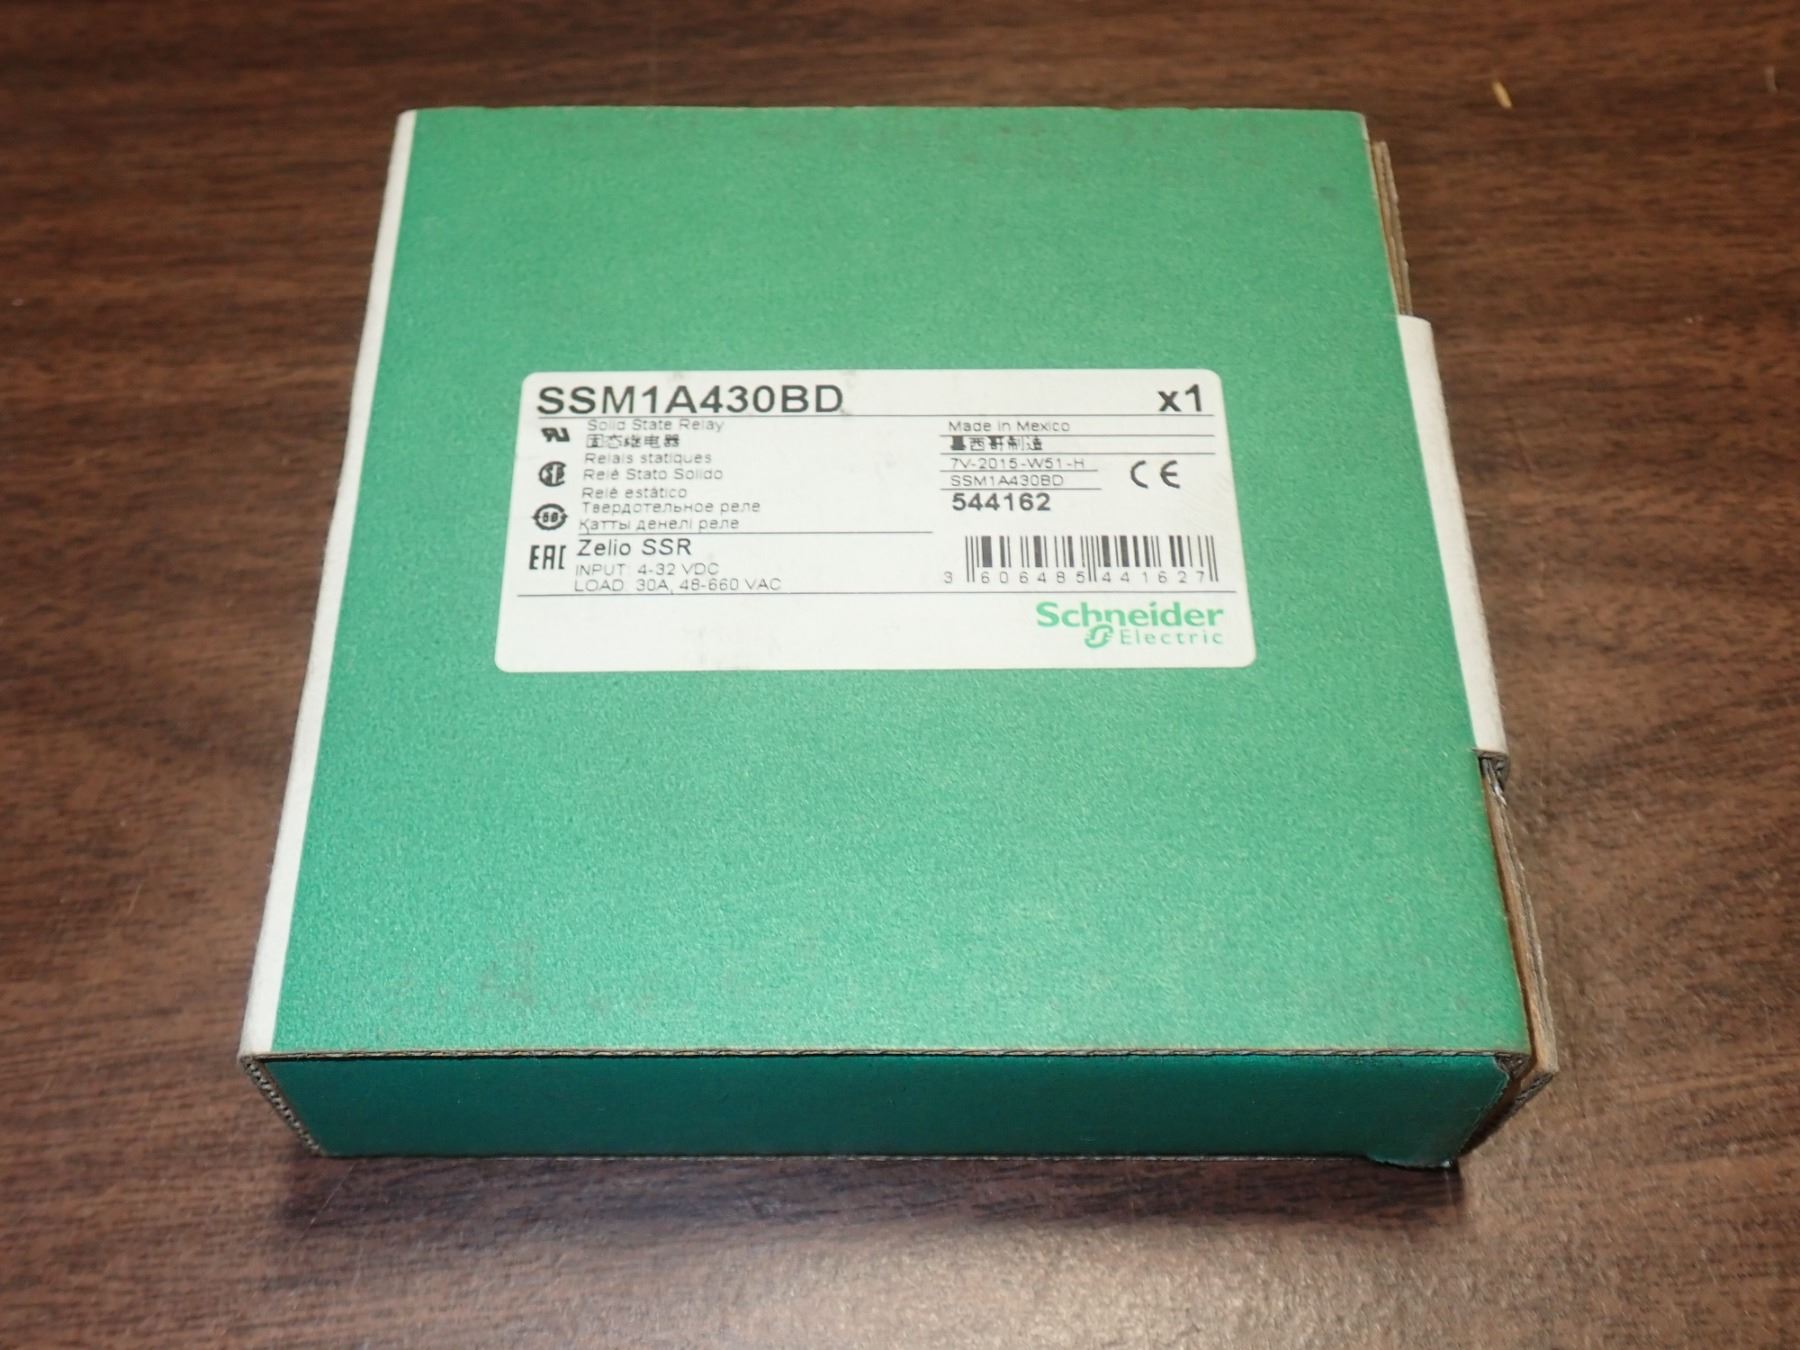 SSM1A430BD x1
Solid State Relay
固态继电器
Relais statiques
Relè Stato Solido
Relé estático
Твердотельное реле
Қатты денелі реле
Made in Mexico
墨西哥制造
7V-2015-W51-H
SSM1A430BD
544162
CE
EAC
Zelio SSR
INPUT: 4-32 VDC
LOAD: 30A, 48-660 VAC
3 606485 441627
Schneider
Electric